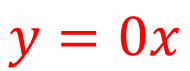 y = 0x